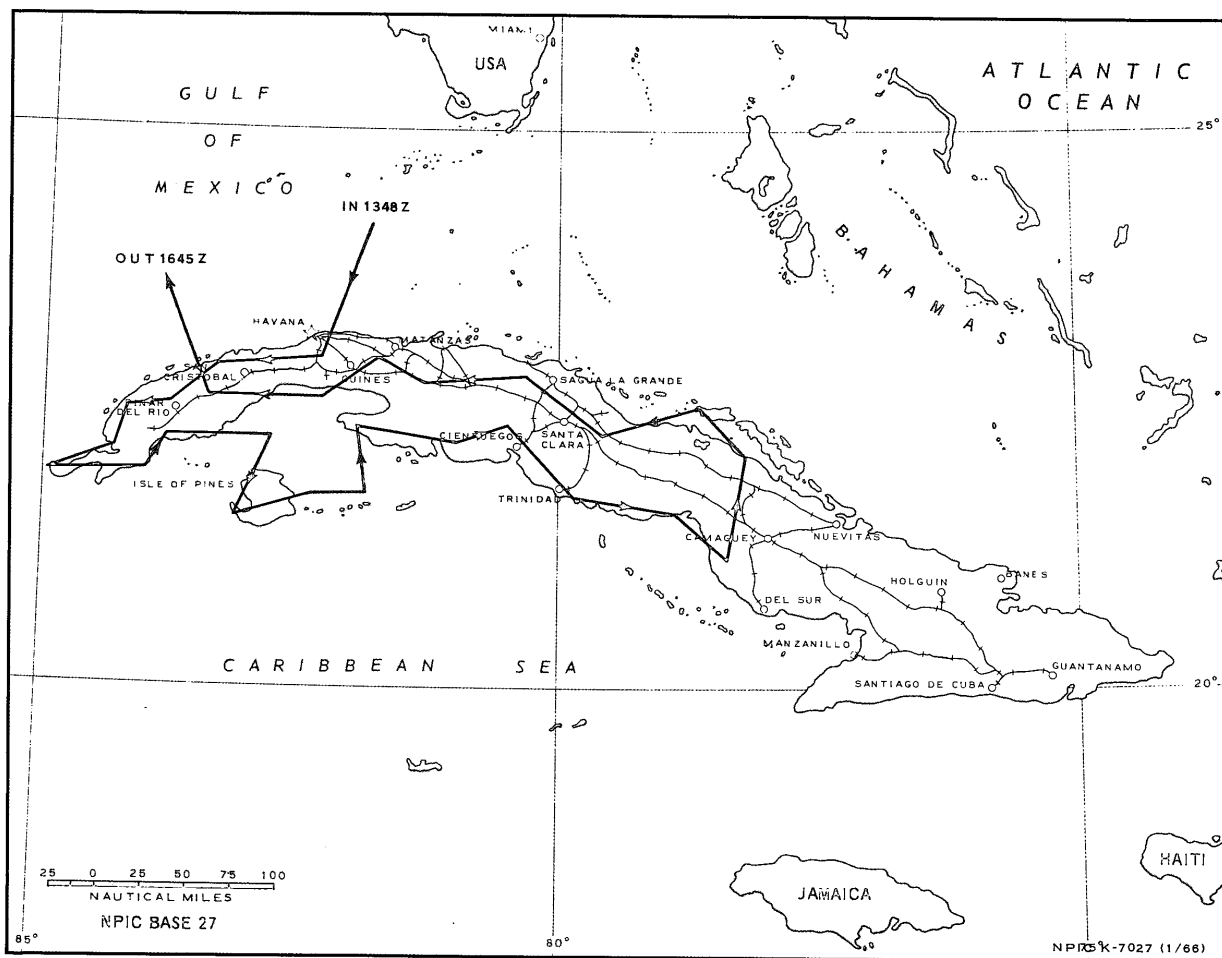 MIAMI
USA
ATLANTIC
OCEAN
GULF
OF
MEXICO
25°
IN 1348Z
OUT 1645Z
BAHAMAS
HAVANA
MATANZAS
CRISTOBAL
GUINES
SAGUA LA GRANDE
PINAR
DEL RIO
CIENFUEGOS
SANTA
CLARA
ISLE OF PINES
TRINIDAD
CAMAGUEY
NUEVITAS
HOLGUIN
BANES
DEL SUR
MANZANILLO
GUANTANAMO
SANTIAGO DE CUBA
CARIBBEAN SEA
20°
25 0 25 50 75 100
NAUTICAL MILES
NPIC BASE 27
JAMAICA
HAITI
85°
80°
K-7027 (1/66)